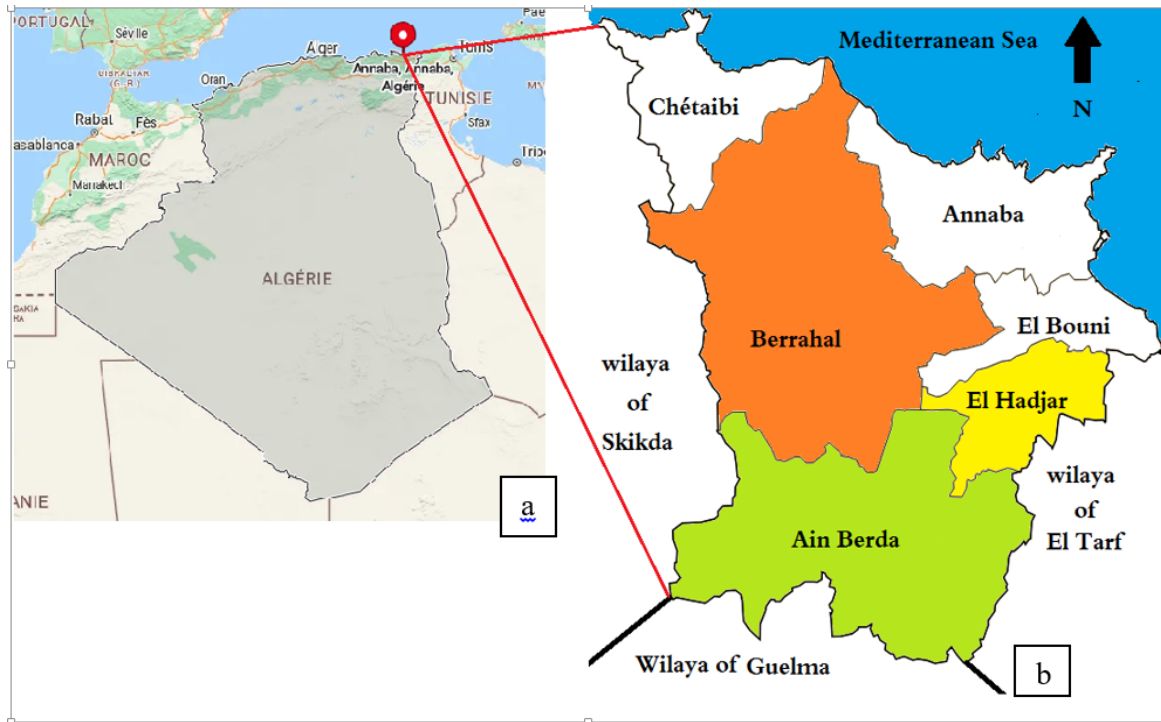 PORTUGAL
Séville
Alger
Tunis
GIBRALTAR
(G.-R.)
Oran
Annaba, Annaba,
Algérie
TUNISIE
Rabat
Fès
Sfax
asablanca
MAROC
Marrakech
Tripo
ALGÉRIE
ANIE
a
Mediterranean Sea
N
Chétaibi
Annaba
El Bouni
Berrahal
El Hadjar
wilaya
of
Skikda
wilaya
of
El Tarf
Ain Berda
Wilaya of Guelma
b